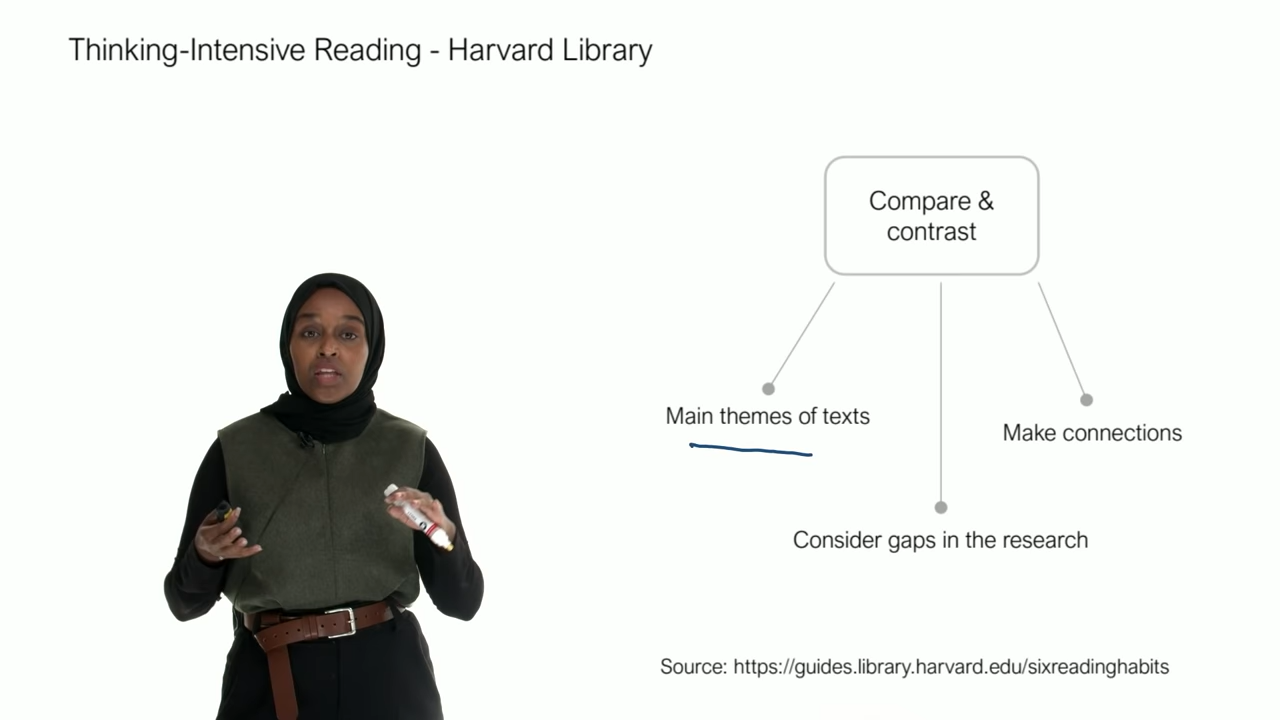 Thinking-Intensive Reading - Harvard Library
Compare &
contrast
Main themes of texts
Make connections
Consider gaps in the research
Source: https://guides.library.harvard.edu/sixreadinghabits